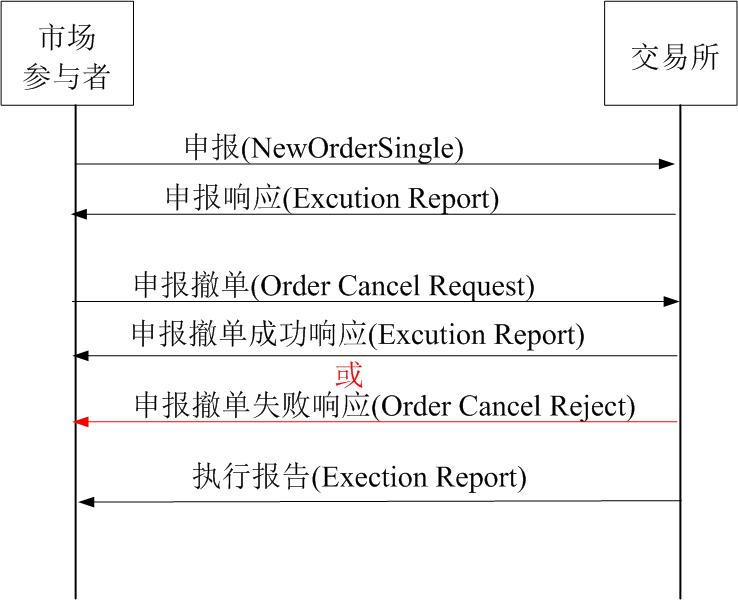 市场
参与者
交易所
申报(NewOrderSingle)
申报响应(Excution Report)
申报撤单(Order Cancel Request)
申报撤单成功响应(Excution Report)
或
申报撤单失败响应(Order Cancel Reject)
执行报告(Exection Report)